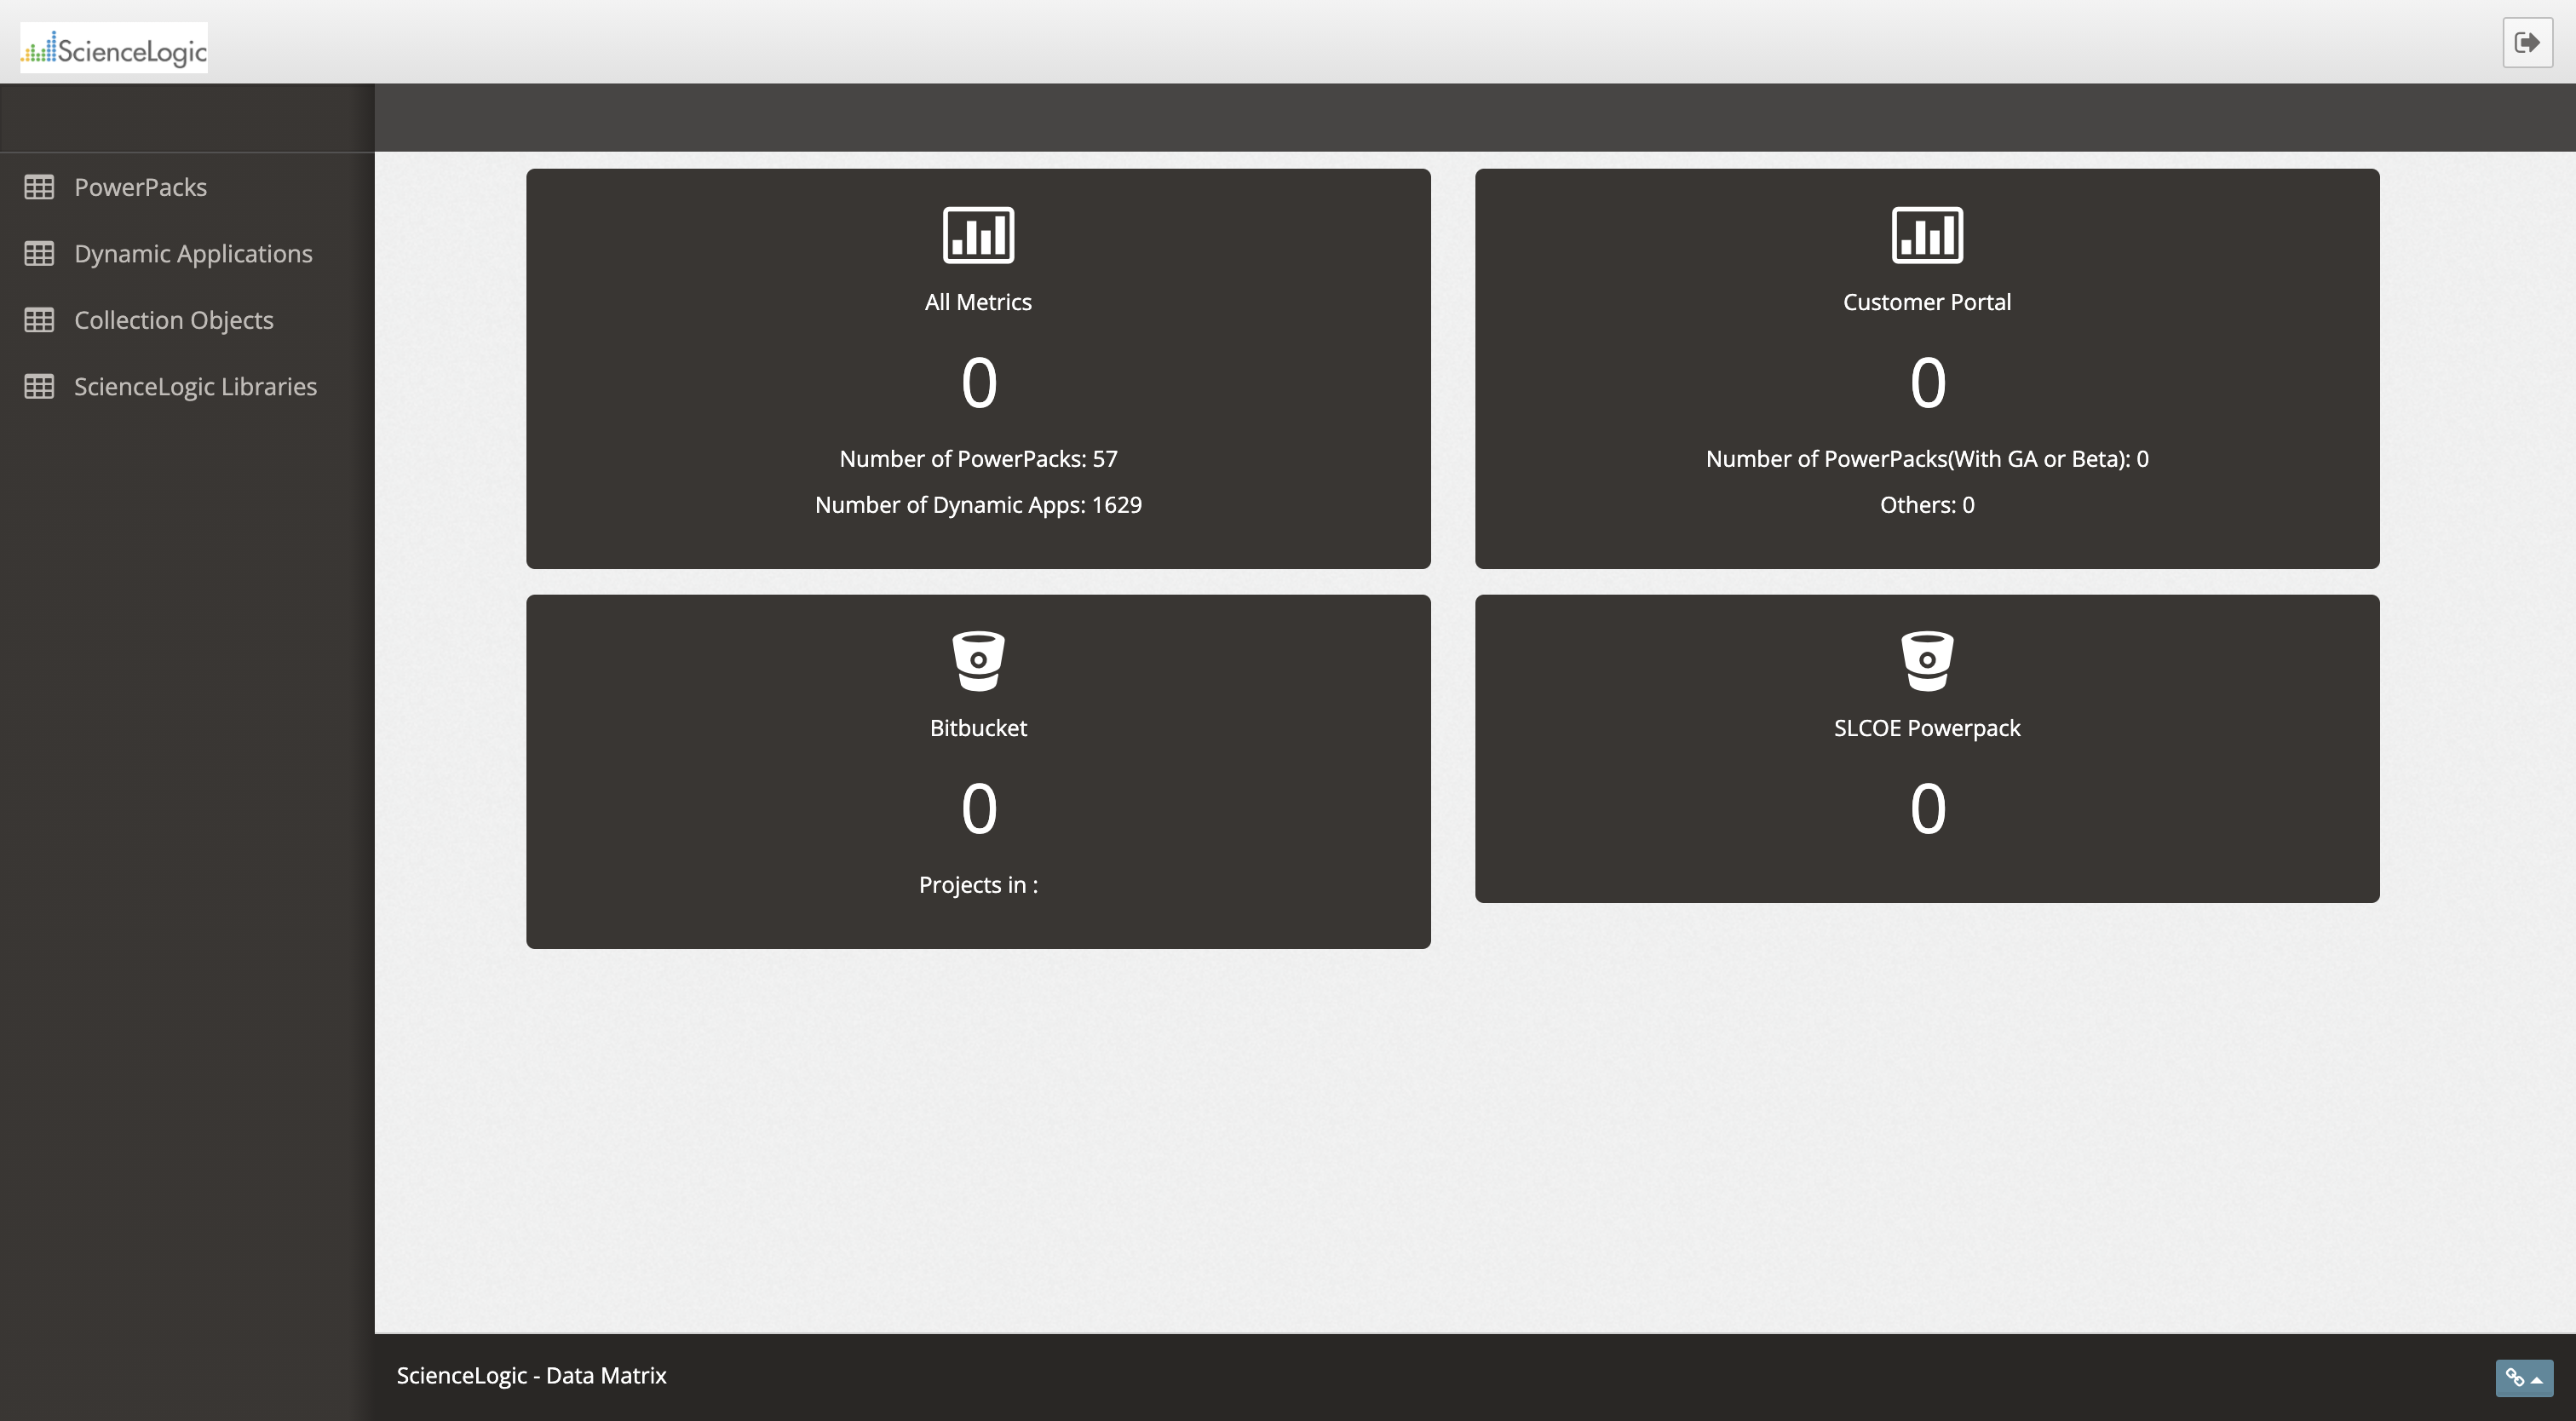 ScienceLogic
PowerPacks
Dynamic Applications
Collection Objects
ScienceLogic Libraries
All Metrics
0
Number of PowerPacks: 57
Number of Dynamic Apps: 1629
Customer Portal
0
Number of PowerPacks(With GA or Beta): 0
Others: 0
Bitbucket
0
Projects in :
SLCOE Powerpack
0
ScienceLogic - Data Matrix